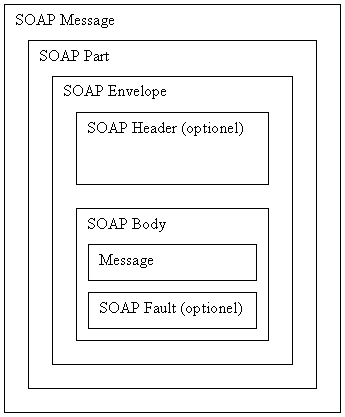 SOAP Message
SOAP Part
SOAP Envelope
SOAP Header (optionel)
SOAP Body
Message
SOAP Fault (optionel)